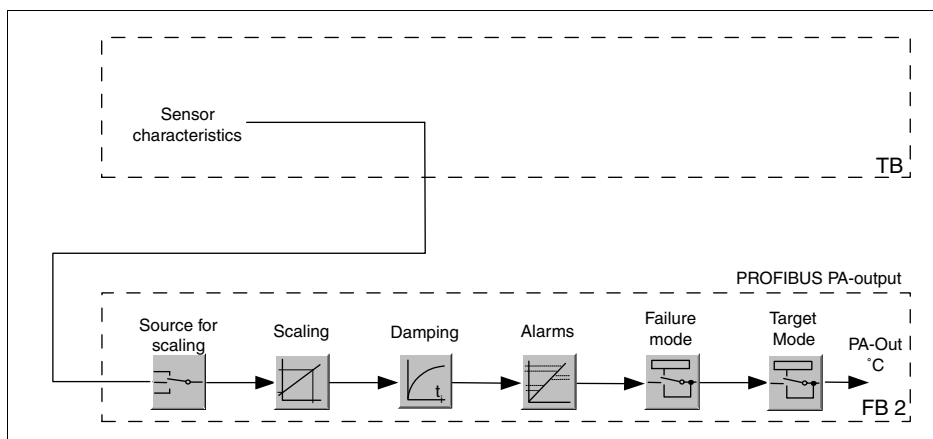 Sensor
characteristics
TB
PROFIBUS PA-output
Source for
scaling
Scaling
Damping
Alarms
Failure
mode
Target
Mode
PA-Out
°C
t
FB 2